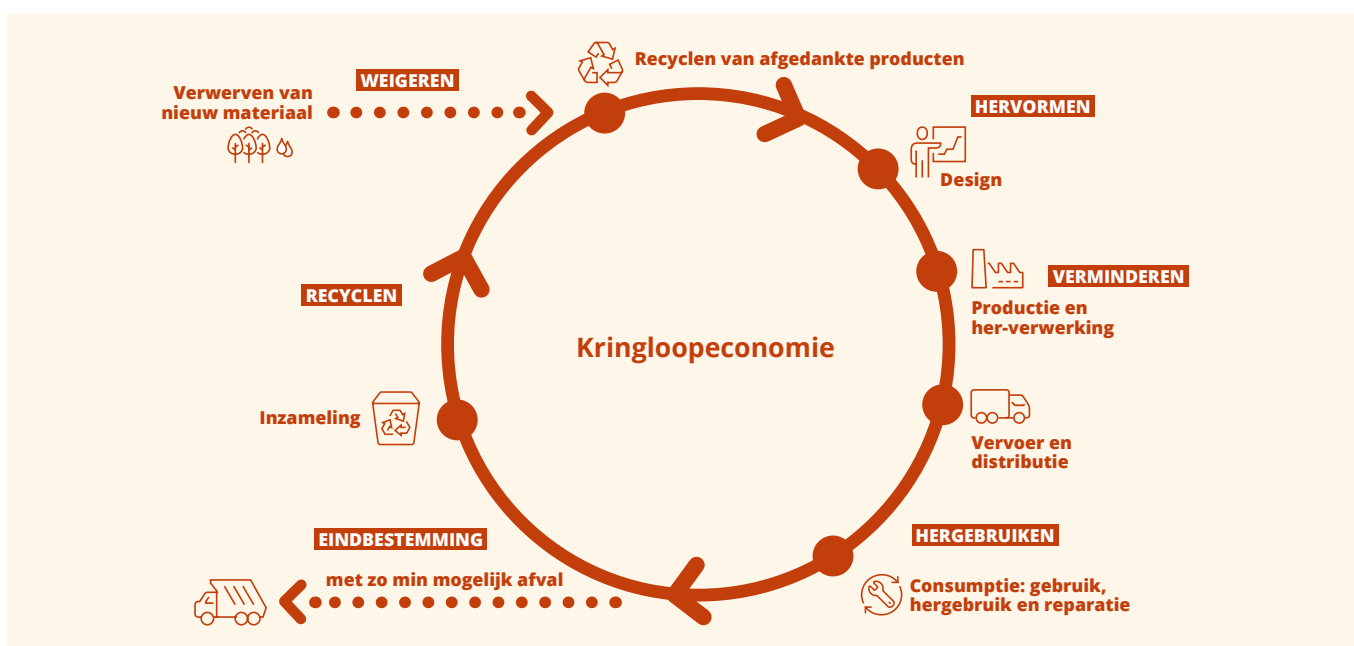 Recyclen van afgedankte producten
WEIGEREN
Verwerven van
nieuw materiaal
HERVORMEN
Design
VERMINDEREN
Productie en
her-verwerking
RECYCLEN
Kringloopeconomie
Inzameling
Vervoer en
distributie
EINDBESTEMMING
met zo min mogelijk afval
HERGEBRUIKEN
Consumptie: gebruik,
hergebruik en reparatie